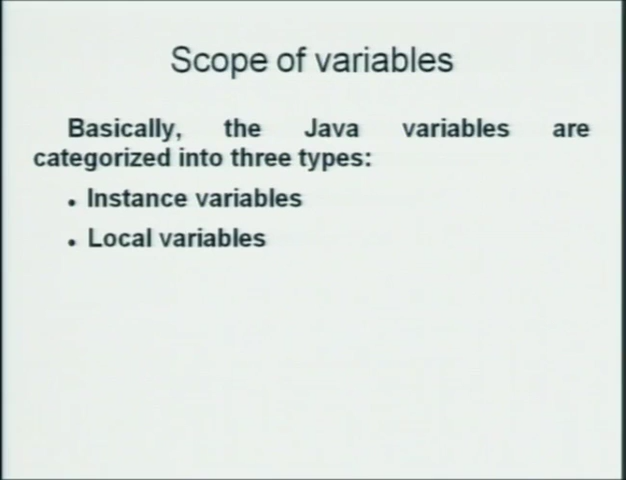 Scope of variables
Basically, the Java variables are
categorized into three types:
• Instance variables
• Local variables